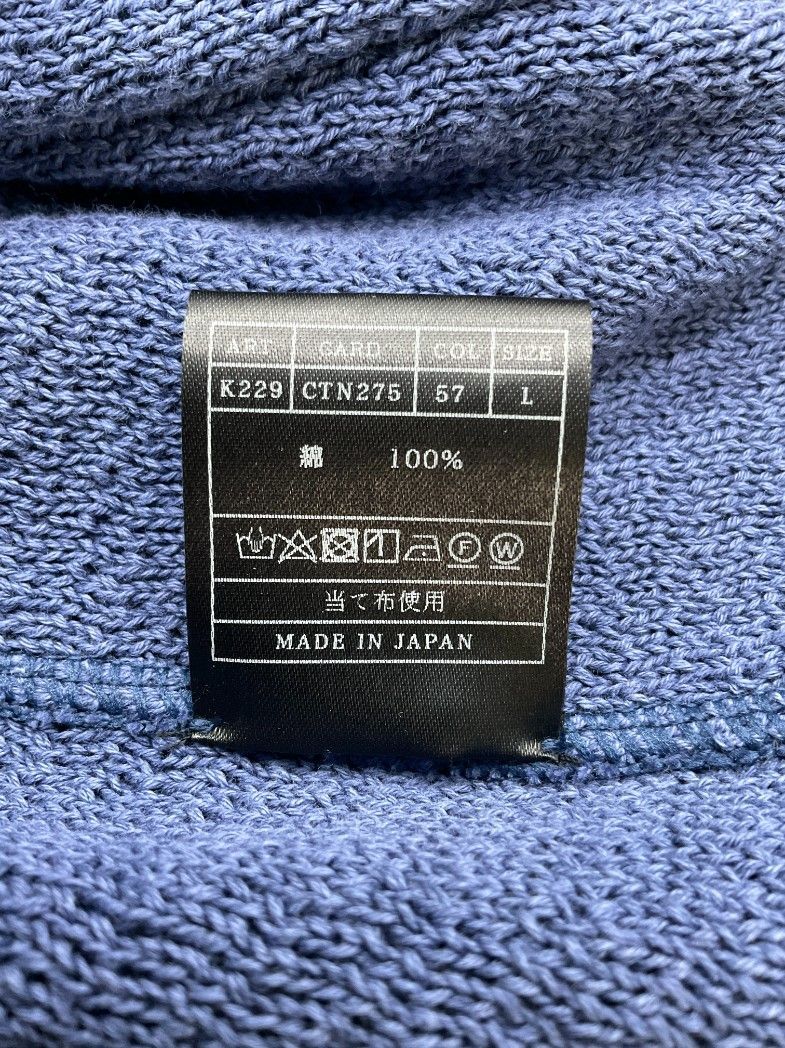 ART CARD COL SIZE
K229 CTN275 57 L
綿 100%
F W
当て布使用
MADE IN JAPAN